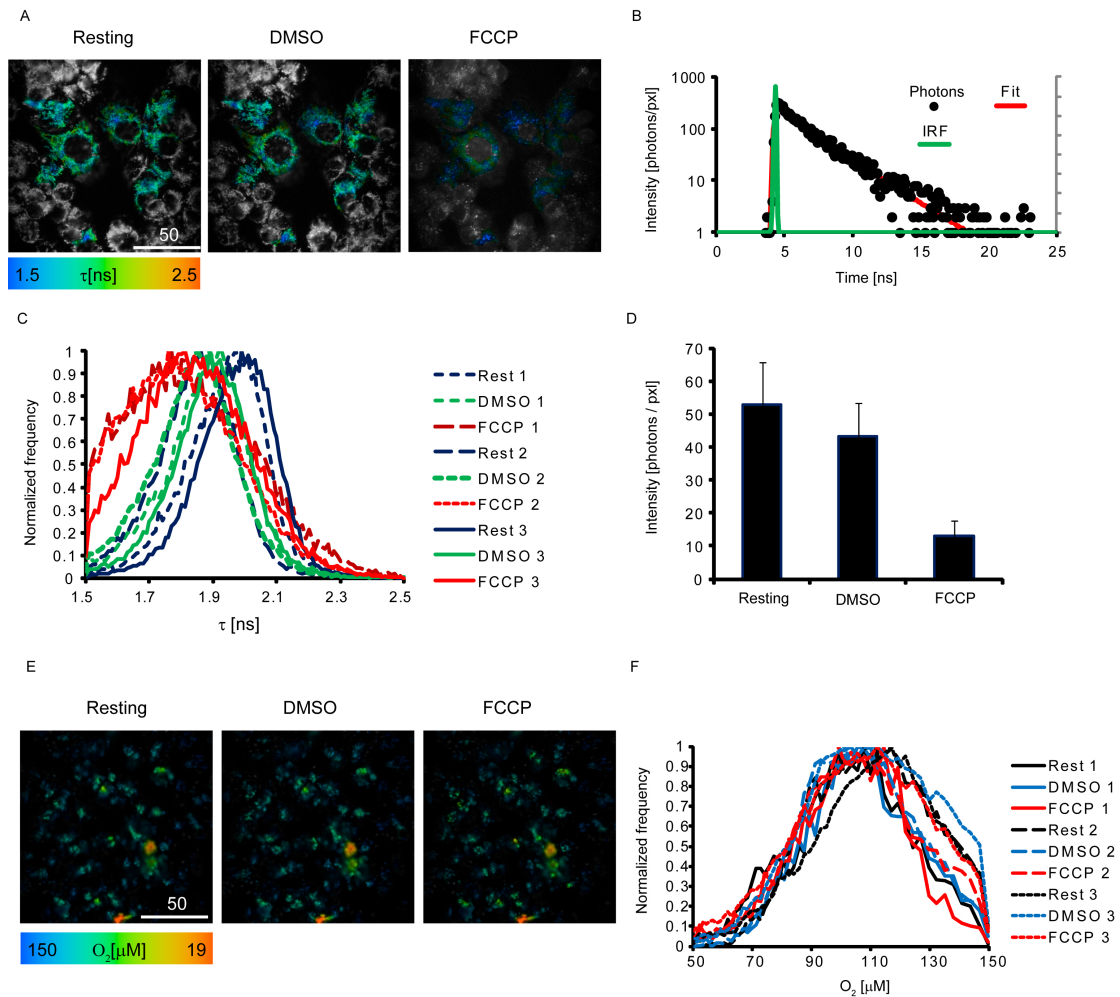 A
Resting
DMSO
FCCP
50
1.5
τ[ns]
2.5
B
Intensity [photons/pxl]
1000
100
10
1
Photons
Fit
IRF
0
5
10
15
20
25
Time [ns]
C
Normalized frequency
1
0.9
0.8
0.7
0.6
0.5
0.4
0.3
0.2
0.1
0
1.5
1.7
1.9
2.1
2.3
2.5
τ [ns]
Rest 1
DMSO 1
FCCP 1
Rest 2
DMSO 2
FCCP 2
Rest 3
DMSO 3
FCCP 3
D
Intensity [photons / pxl]
70
60
50
40
30
20
10
0
Resting
DMSO
FCCP
E
Resting
DMSO
FCCP
50
150
O₂[μM]
19
F
Normalized frequency
1
0.9
0.8
0.7
0.6
0.5
0.4
0.3
0.2
0.1
0
50
70
90
110
130
150
O₂ [μM]
Rest 1
DMSO 1
FCCP 1
Rest 2
DMSO 2
FCCP 2
Rest 3
DMSO 3
FCCP 3